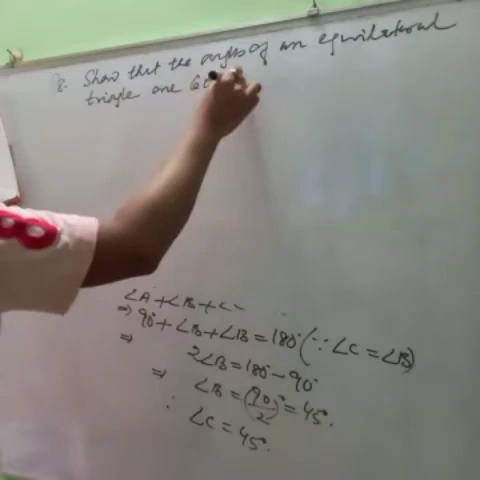 8. Show that the angles of an equilateral
triangle are 60
∠A + ∠B + ∠
⇒ 90° + ∠B + ∠B = 180° (∵ ∠C = ∠B)
⇒ 2∠B = 180° - 90°
⇒ ∠B = (90/2)° = 45°.
∴ ∠C = 45°.